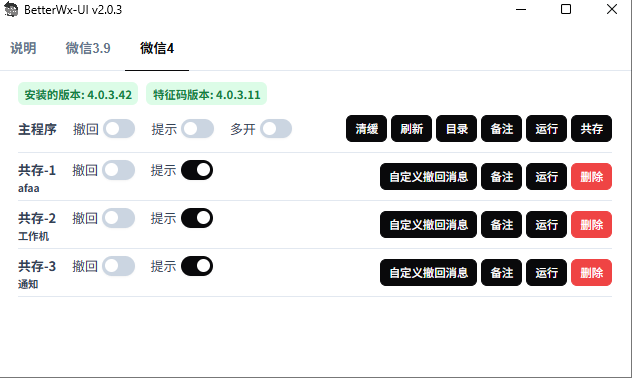 BetterWx-UI v2.0.3
说明 微信3.9 微信4
安装的版本: 4.0.3.42 特征码版本: 4.0.3.11
主程序 撤回 提示 多开 清缓 刷新 目录 备注 运行 共存
共存-1 撤回 提示 自定义撤回消息 备注 运行 删除
afaa
共存-2 撤回 提示 自定义撤回消息 备注 运行 删除
工作机
共存-3 撤回 提示 自定义撤回消息 备注 运行 删除
通知